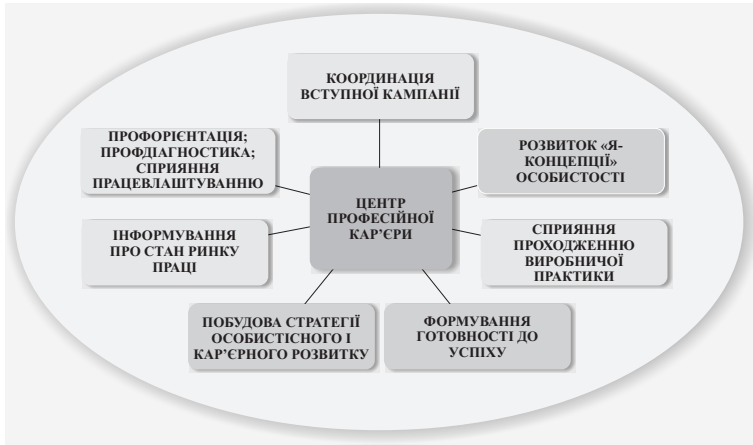 КООРДИНАЦІЯ
ВСТУПНОЇ КАМПАНІЇ
ПРОФОРІЄНТАЦІЯ;
ПРОФДІАГНОСТИКА;
СПРИЯННЯ
ПРАЦЕВЛАШТУВАННЮ
РОЗВИТОК «Я-
КОНЦЕПЦІЇ»
ОСОБИСТОСТІ
ЦЕНТР
ПРОФЕСІЙНОЇ
КАР’ЄРИ
ІНФОРМУВАННЯ
ПРО СТАН РИНКУ
ПРАЦІ
СПРИЯННЯ
ПРОХОДЖЕННЮ
ВИРОБНИЧОЇ
ПРАКТИКИ
ПОБУДОВА СТРАТЕГІЇ
ОСОБИСТІСНОГО І
КАР’ЄРНОГО РОЗВИТКУ
ФОРМУВАННЯ
ГОТОВНОСТІ ДО
УСПІХУ